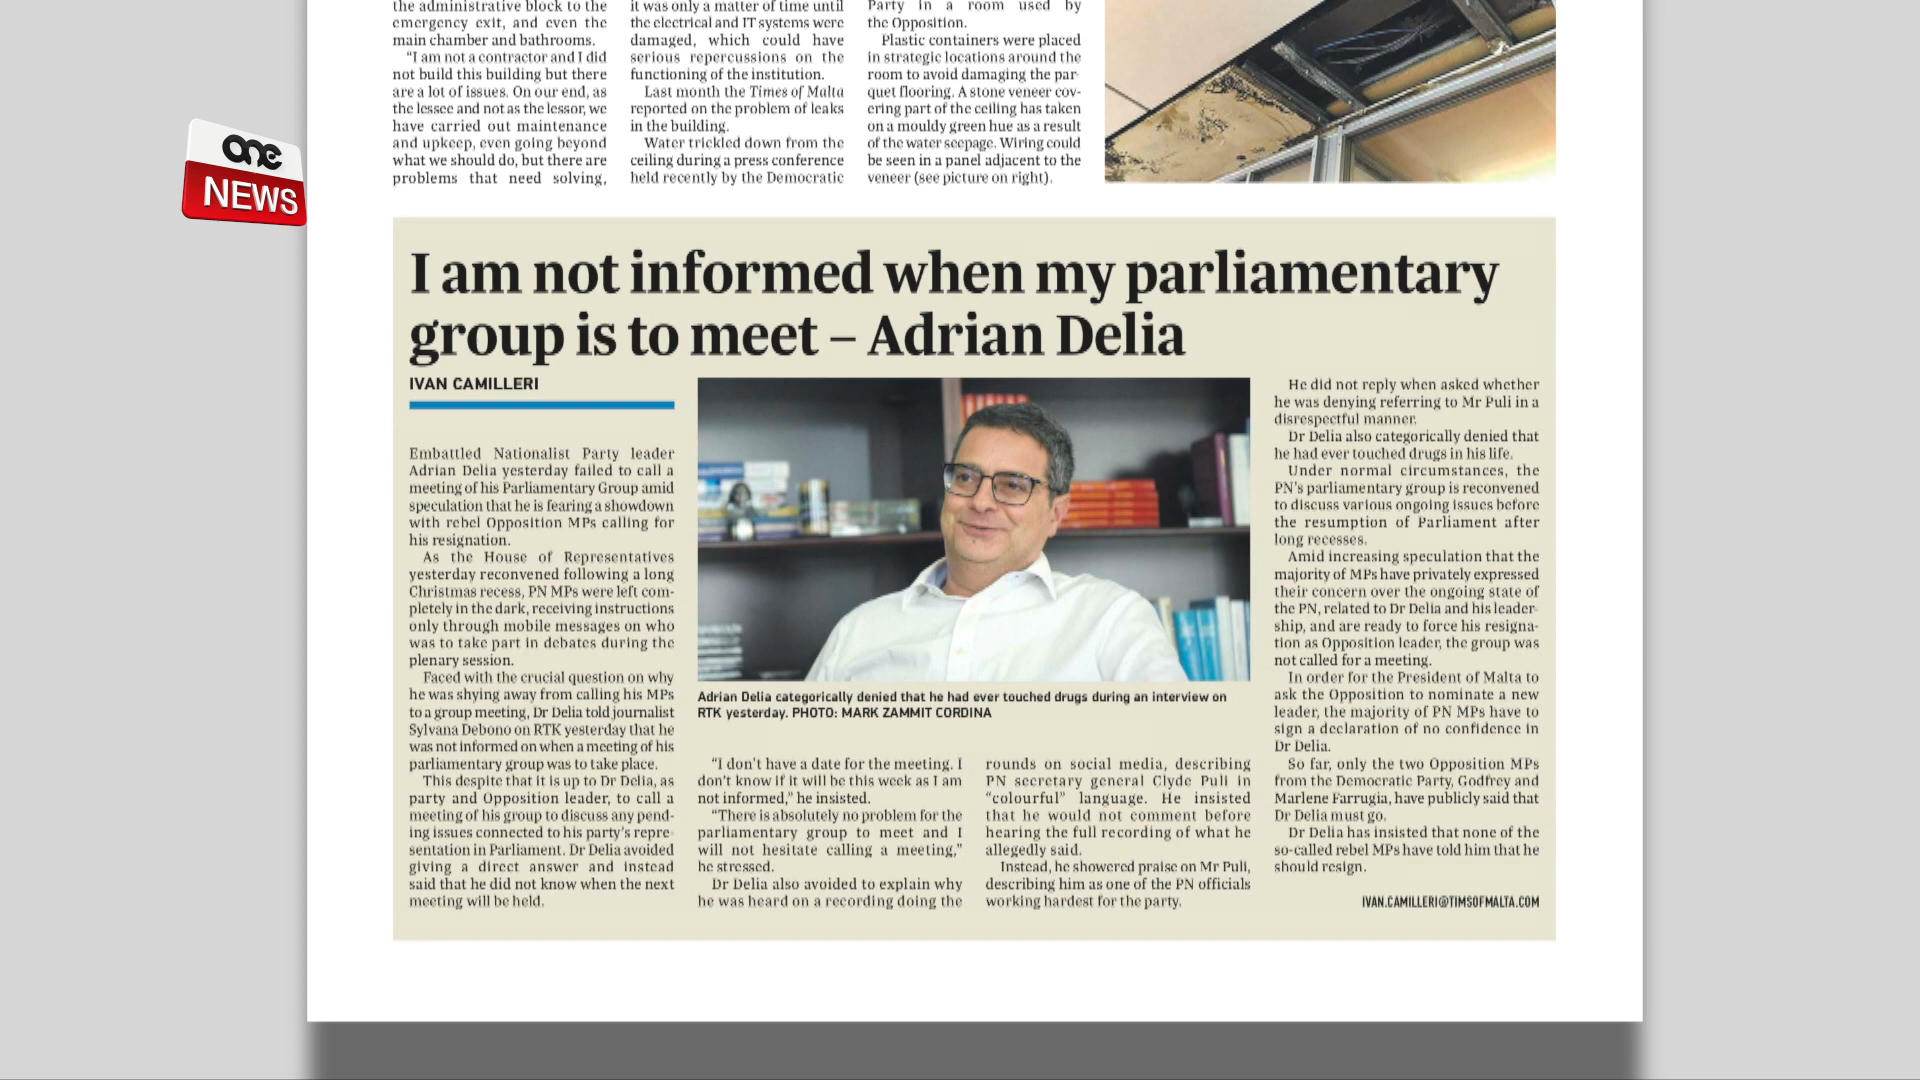 the administrative block to the
emergency exit, and even the
main chamber and bathrooms.
“I am not a contractor and I did
not build this building but there
are a lot of issues. On our end, as
the lessee and not as the lessor, we
have carried out maintenance
and upkeep, even going beyond
what we should do, but there are
problems that need solving,
it was only a matter of time until
the electrical and IT systems were
damaged, which could have
serious repercussions on the
functioning of the institution.
Last month the Times of Malta
reported on the problem of leaks
in the building.
Water trickled down from the
ceiling during a press conference
held recently by the Democratic
Party in a room used by
the Opposition.
Plastic containers were placed
in strategic locations around the
room to avoid damaging the par-
quet flooring. A stone veneer cov-
ering part of the ceiling has taken
on a mouldy green hue as a result
of the water seepage. Wiring could
be seen in a panel adjacent to the
veneer (see picture on right).
one
NEWS
I am not informed when my parliamentary
group is to meet – Adrian Delia
IVAN CAMILLERI
Embattled Nationalist Party leader
Adrian Delia yesterday failed to call a
meeting of his Parliamentary Group amid
speculation that he is fearing a showdown
with rebel Opposition MPs calling for
his resignation.
As the House of Representatives
yesterday reconvened following a long
Christmas recess, PN MPs were left com-
pletely in the dark, receiving instructions
only through mobile messages on who
was to take part in debates during the
plenary session.
Faced with the crucial question on why
he was shying away from calling his MPs
to a group meeting, Dr Delia told journalist
Sylvana Debono on RTK yesterday that he
was not informed on when a meeting of his
parliamentary group was to take place.
This despite that it is up to Dr Delia, as
party and Opposition leader, to call a
meeting of his group to discuss any pend-
ing issues connected to his party’s repre-
sentation in Parliament. Dr Delia avoided
giving a direct answer and instead
said that he did not know when the next
meeting will be held.
Adrian Delia categorically denied that he had ever touched drugs during an interview on
RTK yesterday. PHOTO: MARK ZAMMIT CORDINA
“I don’t have a date for the meeting. I
don’t know if it will be this week as I am
not informed,” he insisted.
“There is absolutely no problem for the
parliamentary group to meet and I
will not hesitate calling a meeting,”
he stressed.
Dr Delia also avoided to explain why
he was heard on a recording doing the
rounds on social media, describing
PN secretary general Clyde Puli in
“colourful” language. He insisted
that he would not comment before
hearing the full recording of what he
allegedly said.
Instead, he showered praise on Mr Puli,
describing him as one of the PN officials
working hardest for the party.
He did not reply when asked whether
he was denying referring to Mr Puli in a
disrespectful manner.
Dr Delia also categorically denied that
he had ever touched drugs in his life.
Under normal circumstances, the
PN’s parliamentary group is reconvened
to discuss various ongoing issues before
the resumption of Parliament after
long recesses.
Amid increasing speculation that the
majority of MPs have privately expressed
their concern over the ongoing state of
the PN, related to Dr Delia and his leader-
ship, and are ready to force his resigna-
tion as Opposition leader, the group was
not called for a meeting.
In order for the President of Malta to
ask the Opposition to nominate a new
leader, the majority of PN MPs have to
sign a declaration of no confidence in
Dr Delia.
So far, only the two Opposition MPs
from the Democratic Party, Godfrey and
Marlene Farrugia, have publicly said that
Dr Delia must go.
Dr Delia has insisted that none of the
so-called rebel MPs have told him that he
should resign.
IVAN.CAMILLERI@TIMSOFMALTA.COM